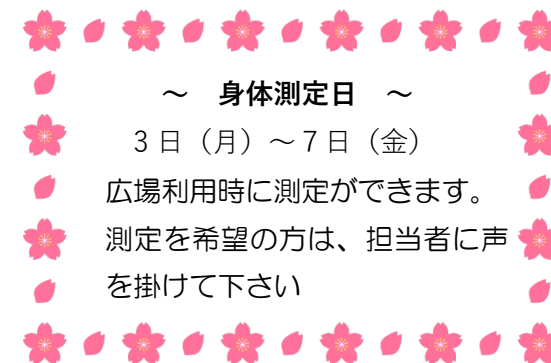 ～　身体測定日　～
3日（月）～7日（金）
広場利用時に測定ができます。
測定を希望の方は、担当者に声
を掛けて下さい